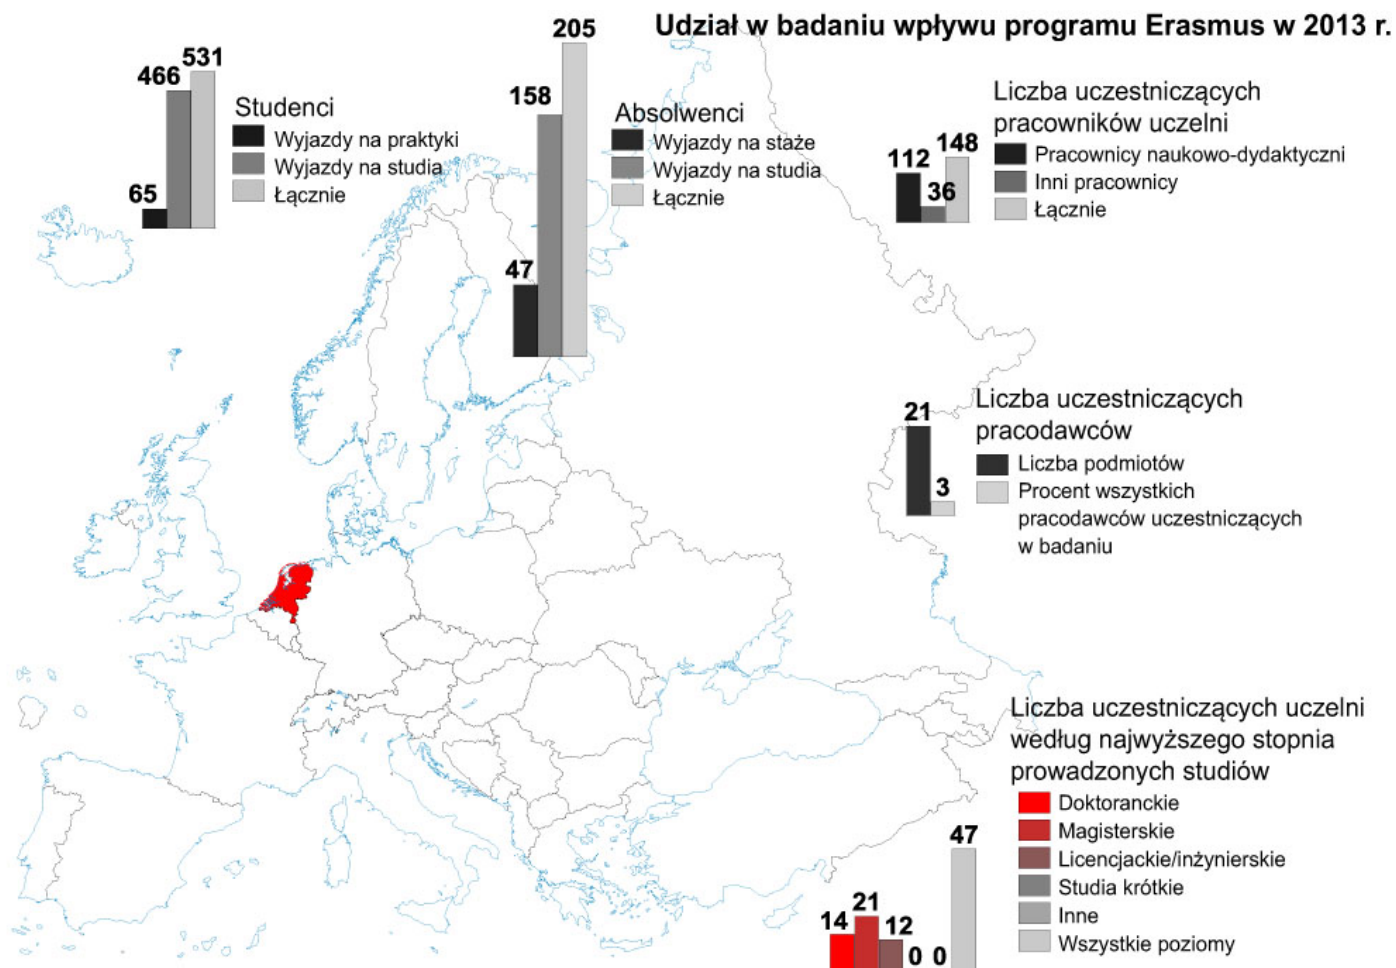 Udział w badaniu wpływu programu Erasmus w 2013 r.
65
466
531
Studenci
Wyjazdy na praktyki
Wyjazdy na studia
Łącznie
47
158
205
Absolwenci
Wyjazdy na staże
Wyjazdy na studia
Łącznie
112
36
148
Liczba uczestniczących
pracowników uczelni
Pracownicy naukowo-dydaktyczni
Inni pracownicy
Łącznie
21
3
Liczba uczestniczących
pracodawców
Liczba podmiotów
Procent wszystkich
pracodawców uczestniczących
w badaniu
14
21
12
0
0
47
Liczba uczestniczących uczelni
według najwyższego stopnia
prowadzonych studiów
Doktoranckie
Magisterskie
Licencjackie/inżynierskie
Studia krótkie
Inne
Wszystkie poziomy